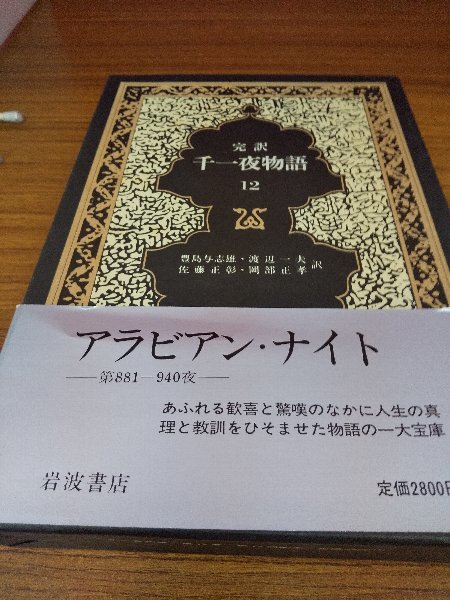 完訳
千一夜物語
12
豊島与志雄・渡辺一夫
佐藤正彰・岡部正孝 訳
アラビアン・ナイト
第881―940夜
あふれる歓喜と驚嘆のなかに人生の真
理と教訓をひそませた物語の一大宝庫
岩波書店
定価2800円